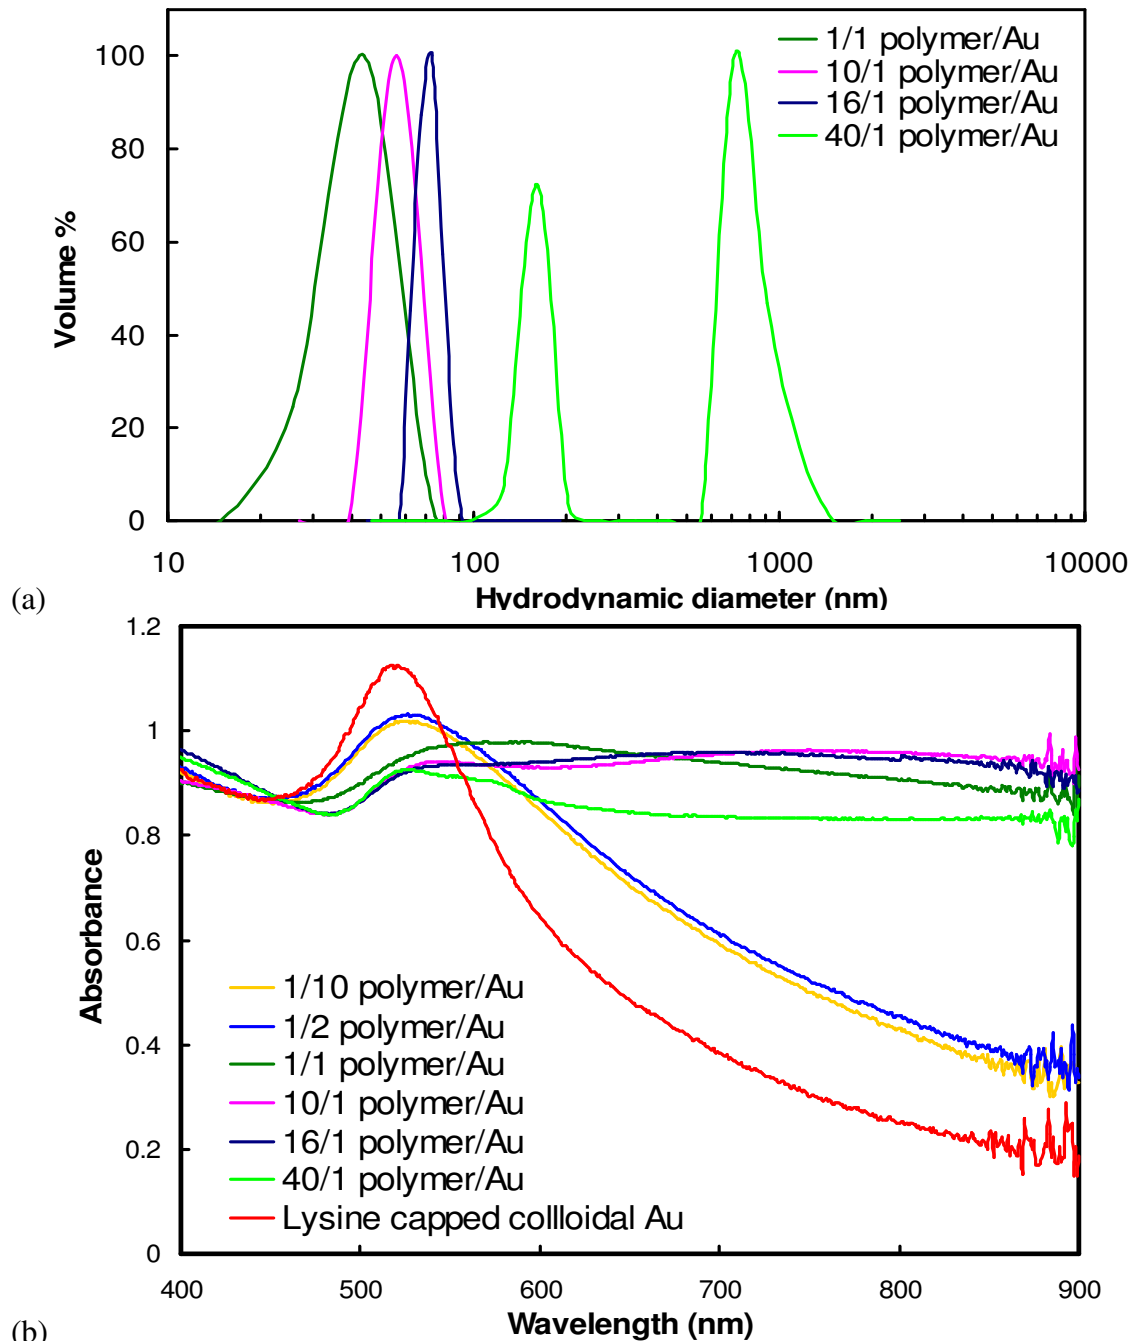 1/1 polymer/Au
10/1 polymer/Au
16/1 polymer/Au
40/1 polymer/Au
100
80
60
40
20
0
Volume %
10 100 1000 10000
Hydrodynamic diameter (nm)
(a)
1.2
1
0.8
0.6
0.4
0.2
0
Absorbance
1/10 polymer/Au
1/2 polymer/Au
1/1 polymer/Au
10/1 polymer/Au
16/1 polymer/Au
40/1 polymer/Au
Lysine capped collloidal Au
400 500 600 700 800 900
Wavelength (nm)
(b)